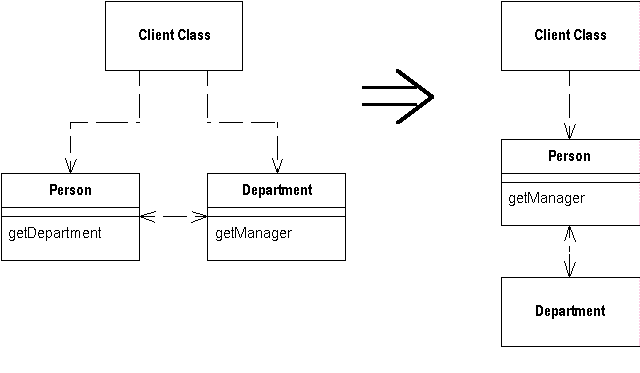 Client Class
Client Class
Person
Department
getDepartment
getManager
Person
getManager
Department